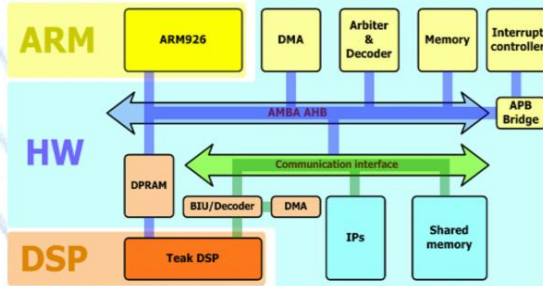 ARM
ARM926
DMA
Arbiter
&
Decoder
Memory
Interrupt
controller
AMBA AHB
APB
Bridge
HW
Communication interface
DPRAM
BIU/Decoder
DMA
IPs
Shared
memory
DSP
Teak DSP